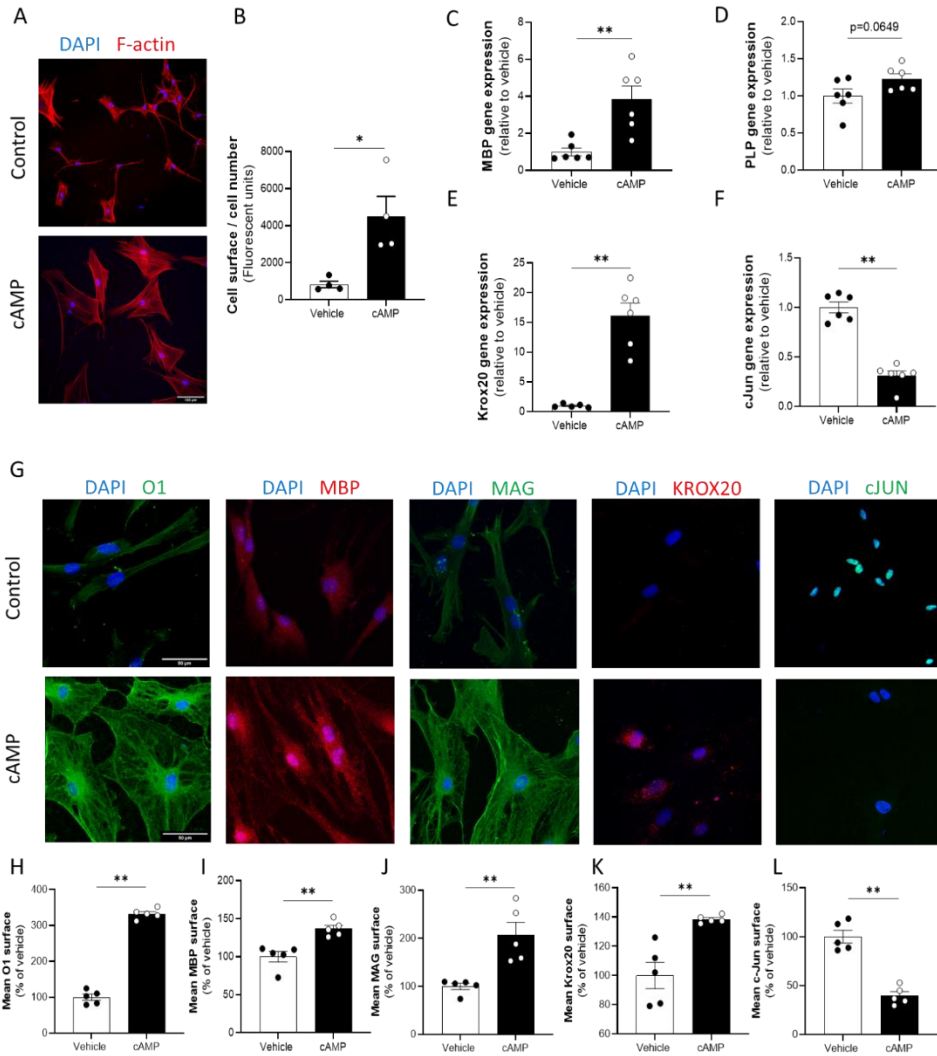 A
DAPI F-actin
Control
cAMP
100 µm
B
Cell surface / cell number
(Fluorescent units)
8000
6000
4000
2000
0
*
Vehicle
cAMP
C
MBP gene expression
(relative to vehicle)
8
6
4
2
0
**
Vehicle
cAMP
D
PLP gene expression
(relative to vehicle)
2.0
1.5
1.0
0.5
0.0
p=0.0649
Vehicle
cAMP
E
Krox20 gene expression
(relative to vehicle)
25
20
15
10
5
0
**
Vehicle
cAMP
F
cJun gene expression
(relative to vehicle)
1.5
1.0
0.5
0.0
**
Vehicle
cAMP
G
DAPI O1
DAPI MBP
DAPI MAG
DAPI KROX20
DAPI cJUN
Control
50 µm
cAMP
50 µm
H
Mean O1 surface
(% of vehicle)
400
300
200
100
0
**
Vehicle
cAMP
I
Mean MBP surface
(% of vehicle)
200
150
100
50
0
**
Vehicle
cAMP
J
Mean MAG surface
(% of vehicle)
300
200
100
0
**
Vehicle
cAMP
K
Mean Krox20 surface
(% of vehicle)
160
140
120
100
80
60
**
Vehicle
cAMP
L
Mean c-Jun surface
(% of vehicle)
150
100
50
0
**
Vehicle
cAMP